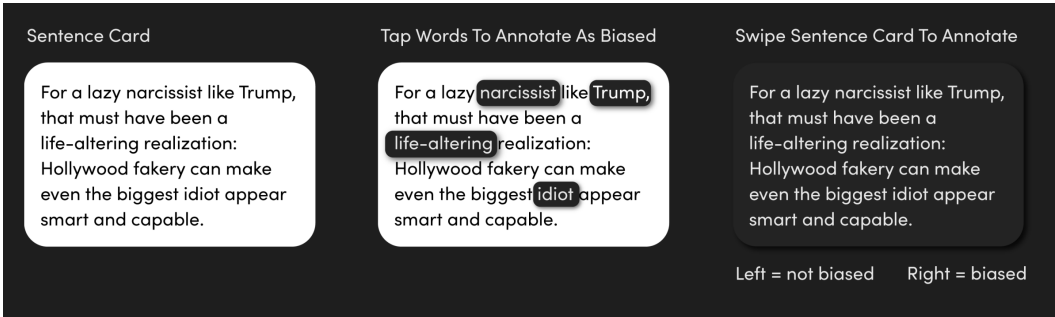 Sentence Card
For a lazy narcissist like Trump,
that must have been a
life-altering realization:
Hollywood fakery can make
even the biggest idiot appear
smart and capable.
Tap Words To Annotate As Biased
For a lazy narcissist like Trump,
that must have been a
life-altering realization:
Hollywood fakery can make
even the biggest idiot appear
smart and capable.
Swipe Sentence Card To Annotate
For a lazy narcissist like Trump,
that must have been a
life-altering realization:
Hollywood fakery can make
even the biggest idiot appear
smart and capable.
Left = not biased Right = biased